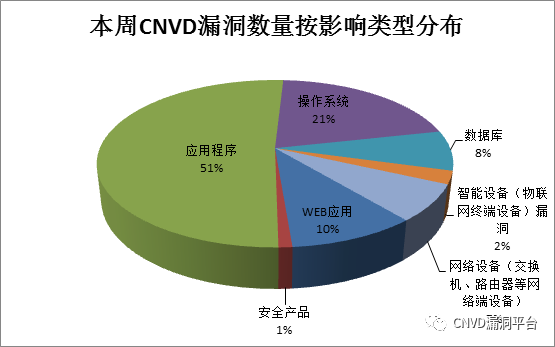 本周CNVD漏洞数量按影响类型分布
操作系统
21%
数据库
8%
应用程序
51%
智能设备（物联
网终端设备）漏
洞
2%
WEB应用
10%
网络设备（交换
机、路由器等网
络端设备）
安全产品
1%
CNVD漏洞平台